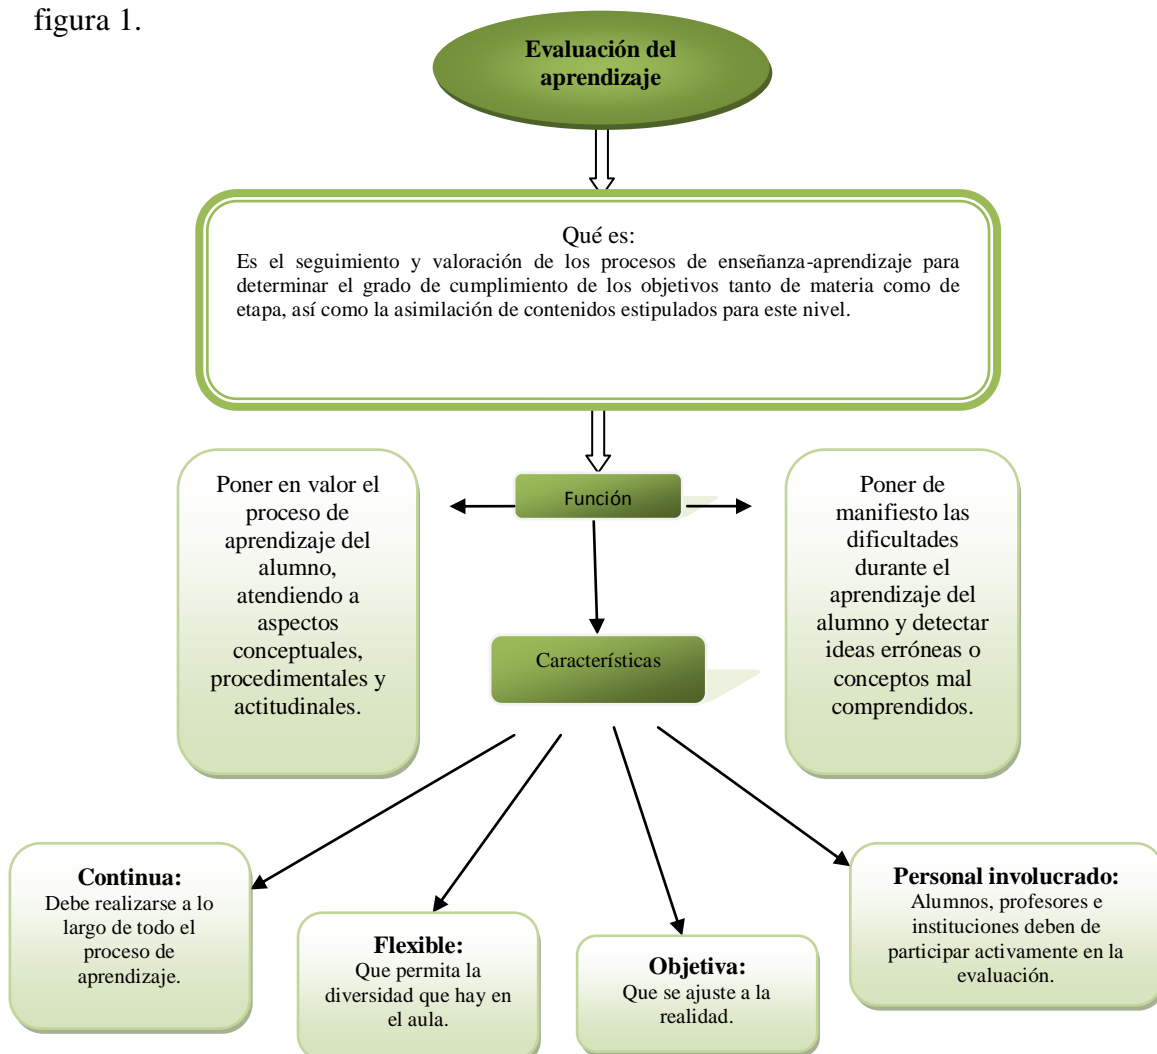 figura 1.
Evaluación del
aprendizaje
Qué es:
Es el seguimiento y valoración de los procesos de enseñanza-aprendizaje para
determinar el grado de cumplimiento de los objetivos tanto de materia como de
etapa, así como la asimilación de contenidos estipulados para este nivel.
Poner en valor el
proceso de
aprendizaje del
alumno,
atendiendo a
aspectos
conceptuales,
procedimentales y
actitudinales.
Función
Poner de
manifiesto las
dificultades
durante el
aprendizaje del
alumno y detectar
ideas erróneas o
conceptos mal
comprendidos.
Características
Continua:
Debe realizarse a lo
largo de todo el
proceso de
aprendizaje.
Flexible:
Que permita la
diversidad que hay en
el aula.
Objetiva:
Que se ajuste a la
realidad.
Personal involucrado:
Alumnos, profesores e
instituciones deben de
participar activamente en la
evaluación.